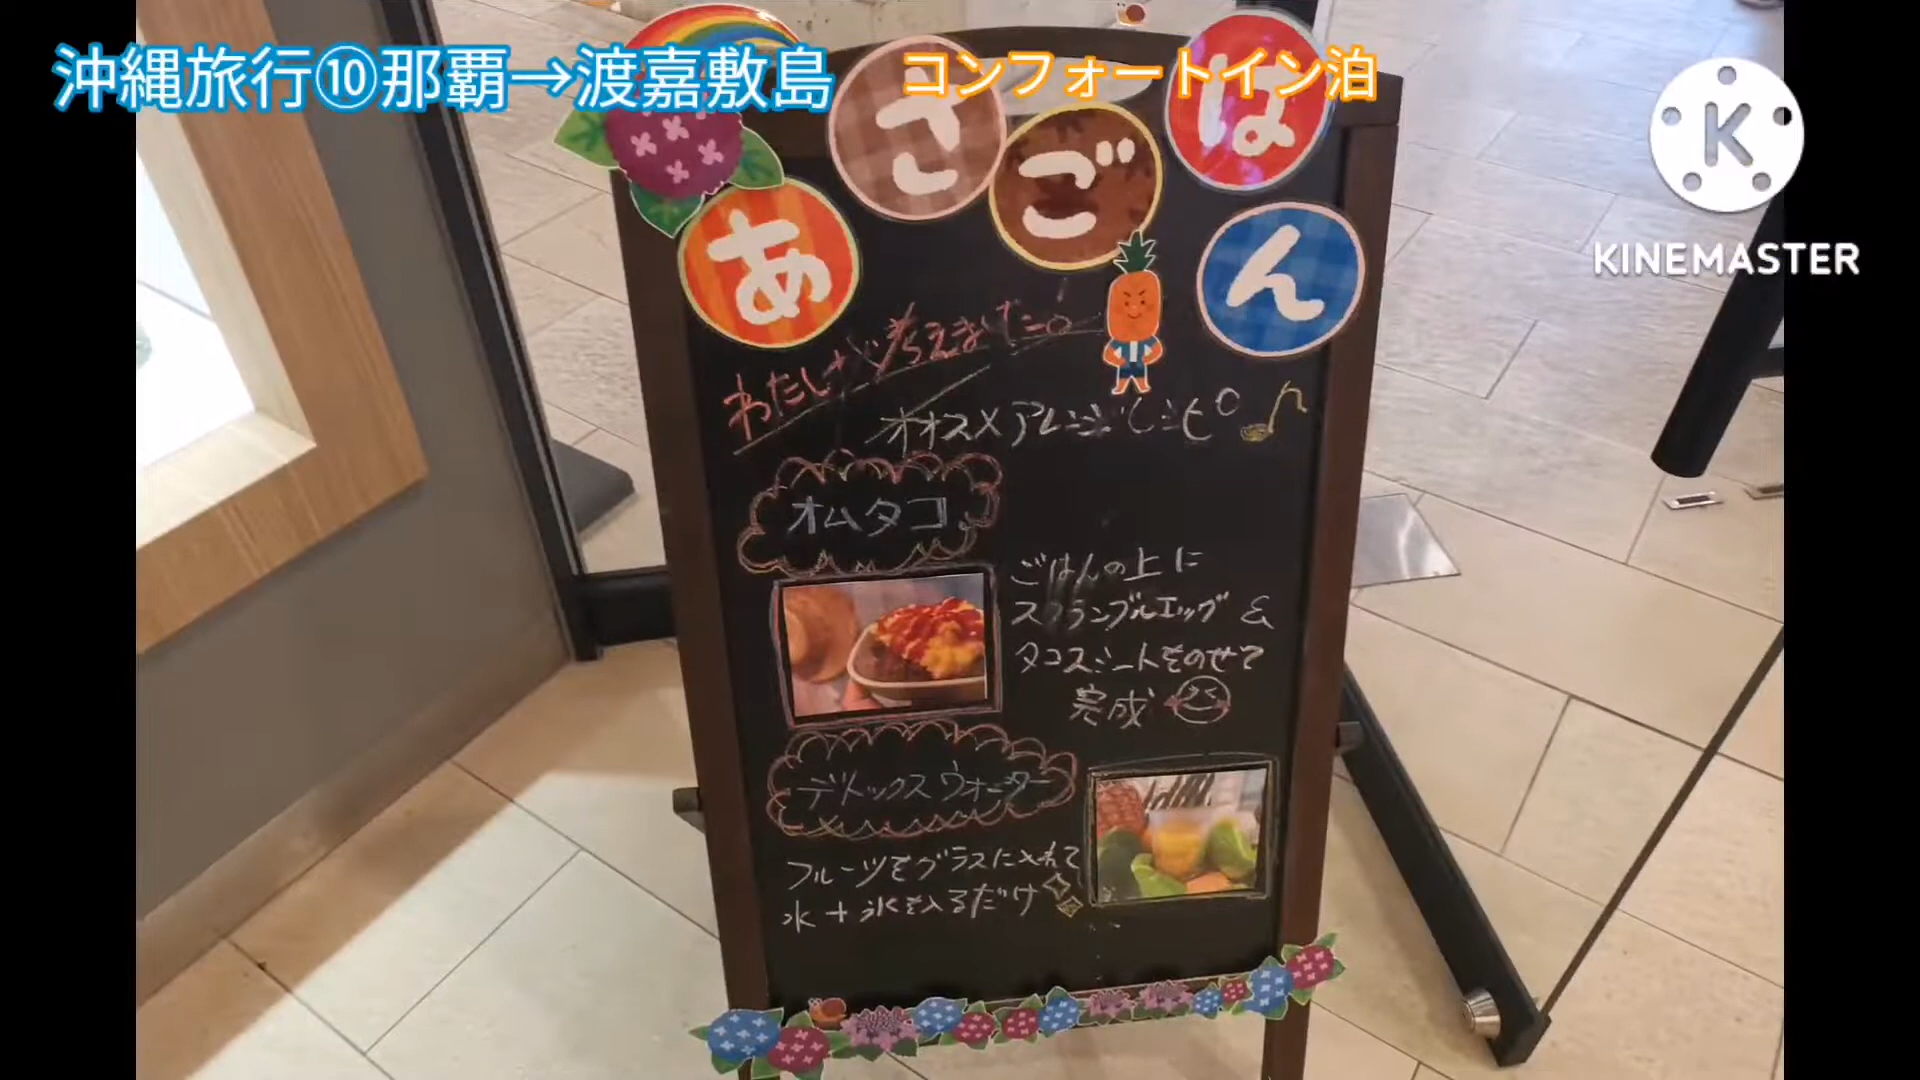 沖縄旅行⑩那覇→渡嘉敷島
コンフォートイン泊
K
KINEMASTER
あさごはん
わたしが考えました。
オススメアレンジレシピ
オムタコ
ごはんの上に
スクランブルエッグ&
タコスミートをのせて
完成
デトックスウォーター
フルーツをグラスに入れて
水+氷を入るだけ